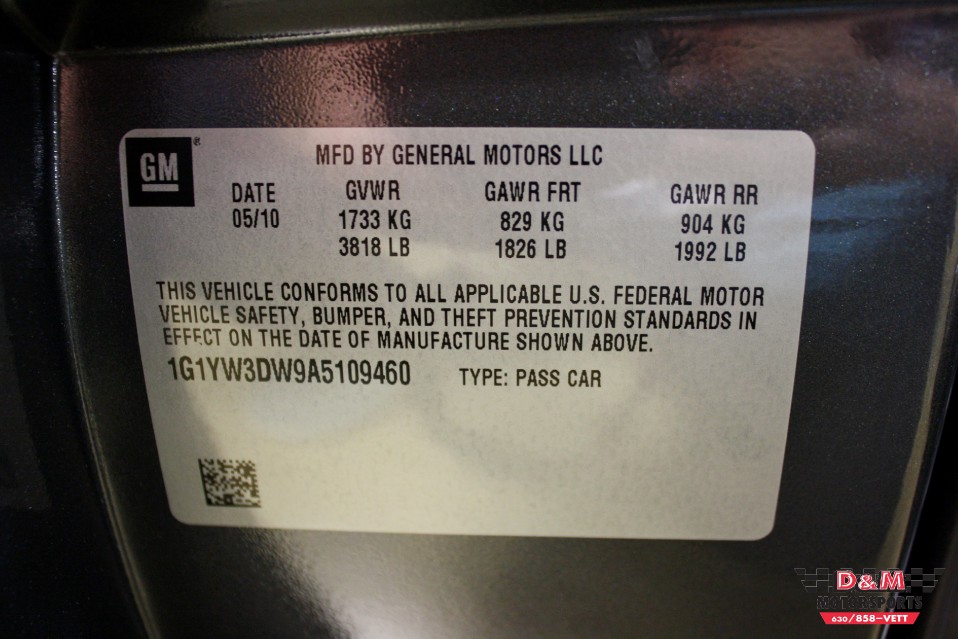 GM
MFD BY GENERAL MOTORS LLC
DATE GVWR GAWR FRT GAWR RR
05/10 1733 KG 829 KG 904 KG
3818 LB 1826 LB 1992 LB
THIS VEHICLE CONFORMS TO ALL APPLICABLE U.S. FEDERAL MOTOR
VEHICLE SAFETY, BUMPER, AND THEFT PREVENTION STANDARDS IN
EFFECT ON THE DATE OF MANUFACTURE SHOWN ABOVE.
1G1YW3DW9A5109460 TYPE: PASS CAR
D&M
MOTORSPORTS
630/858-VETT